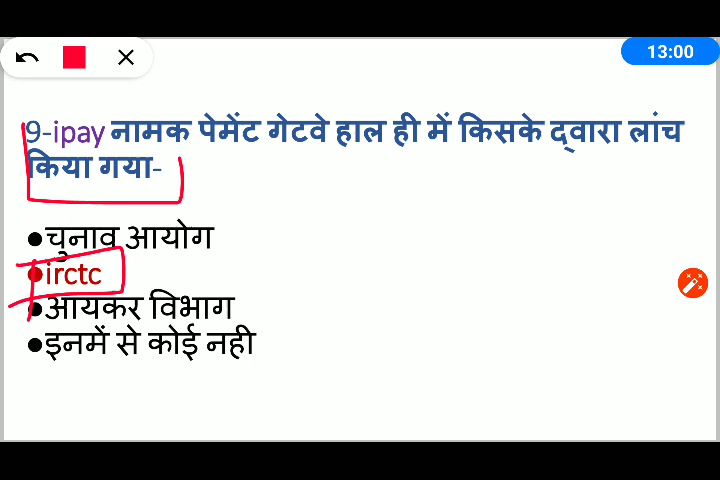 13:00
9-ipay नामक पेमेंट गेटवे हाल ही में किसके द्वारा लांच
किया गया-
●चुनाव आयोग
●irctc
●आयकर विभाग
●इनमें से कोई नही